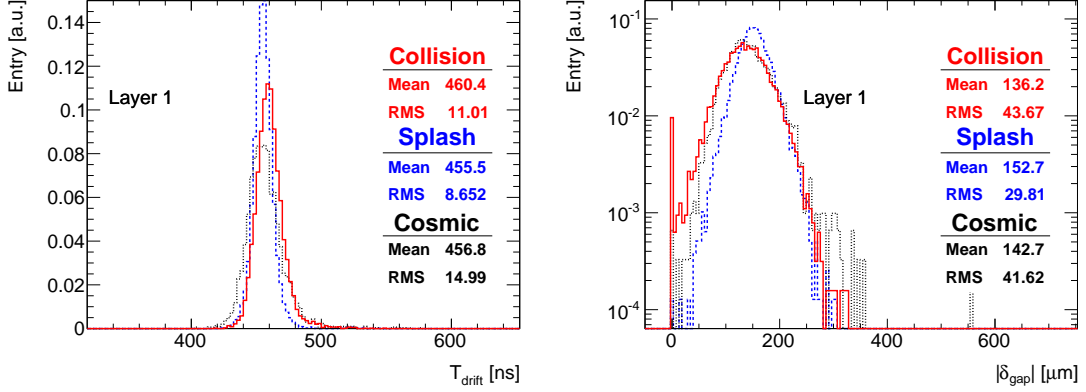 Entry [a.u.]
0.14
0.12
0.1
0.08
0.06
0.04
0.02
0
Layer 1
Collision
Mean 460.4
RMS 11.01
Splash
Mean 455.5
RMS 8.652
Cosmic
Mean 456.8
RMS 14.99
400 500 600
T_drift [ns]
Entry [a.u.]
10^-1
10^-2
10^-3
10^-4
Layer 1
Collision
Mean 136.2
RMS 43.67
Splash
Mean 152.7
RMS 29.81
Cosmic
Mean 142.7
RMS 41.62
0 200 400 600
|δ_gap| [μm]